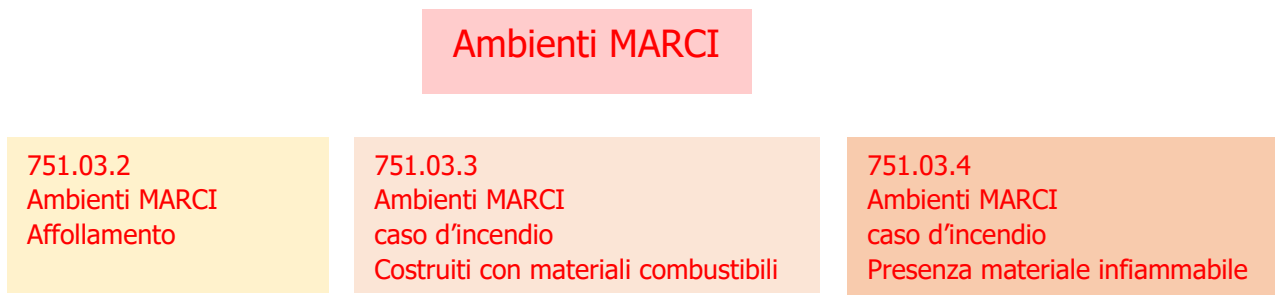 Ambienti MARCI
751.03.2
Ambienti MARCI
Affollamento
751.03.3
Ambienti MARCI
caso d’incendio
Costruiti con materiali combustibili
751.03.4
Ambienti MARCI
caso d’incendio
Presenza materiale infiammabile